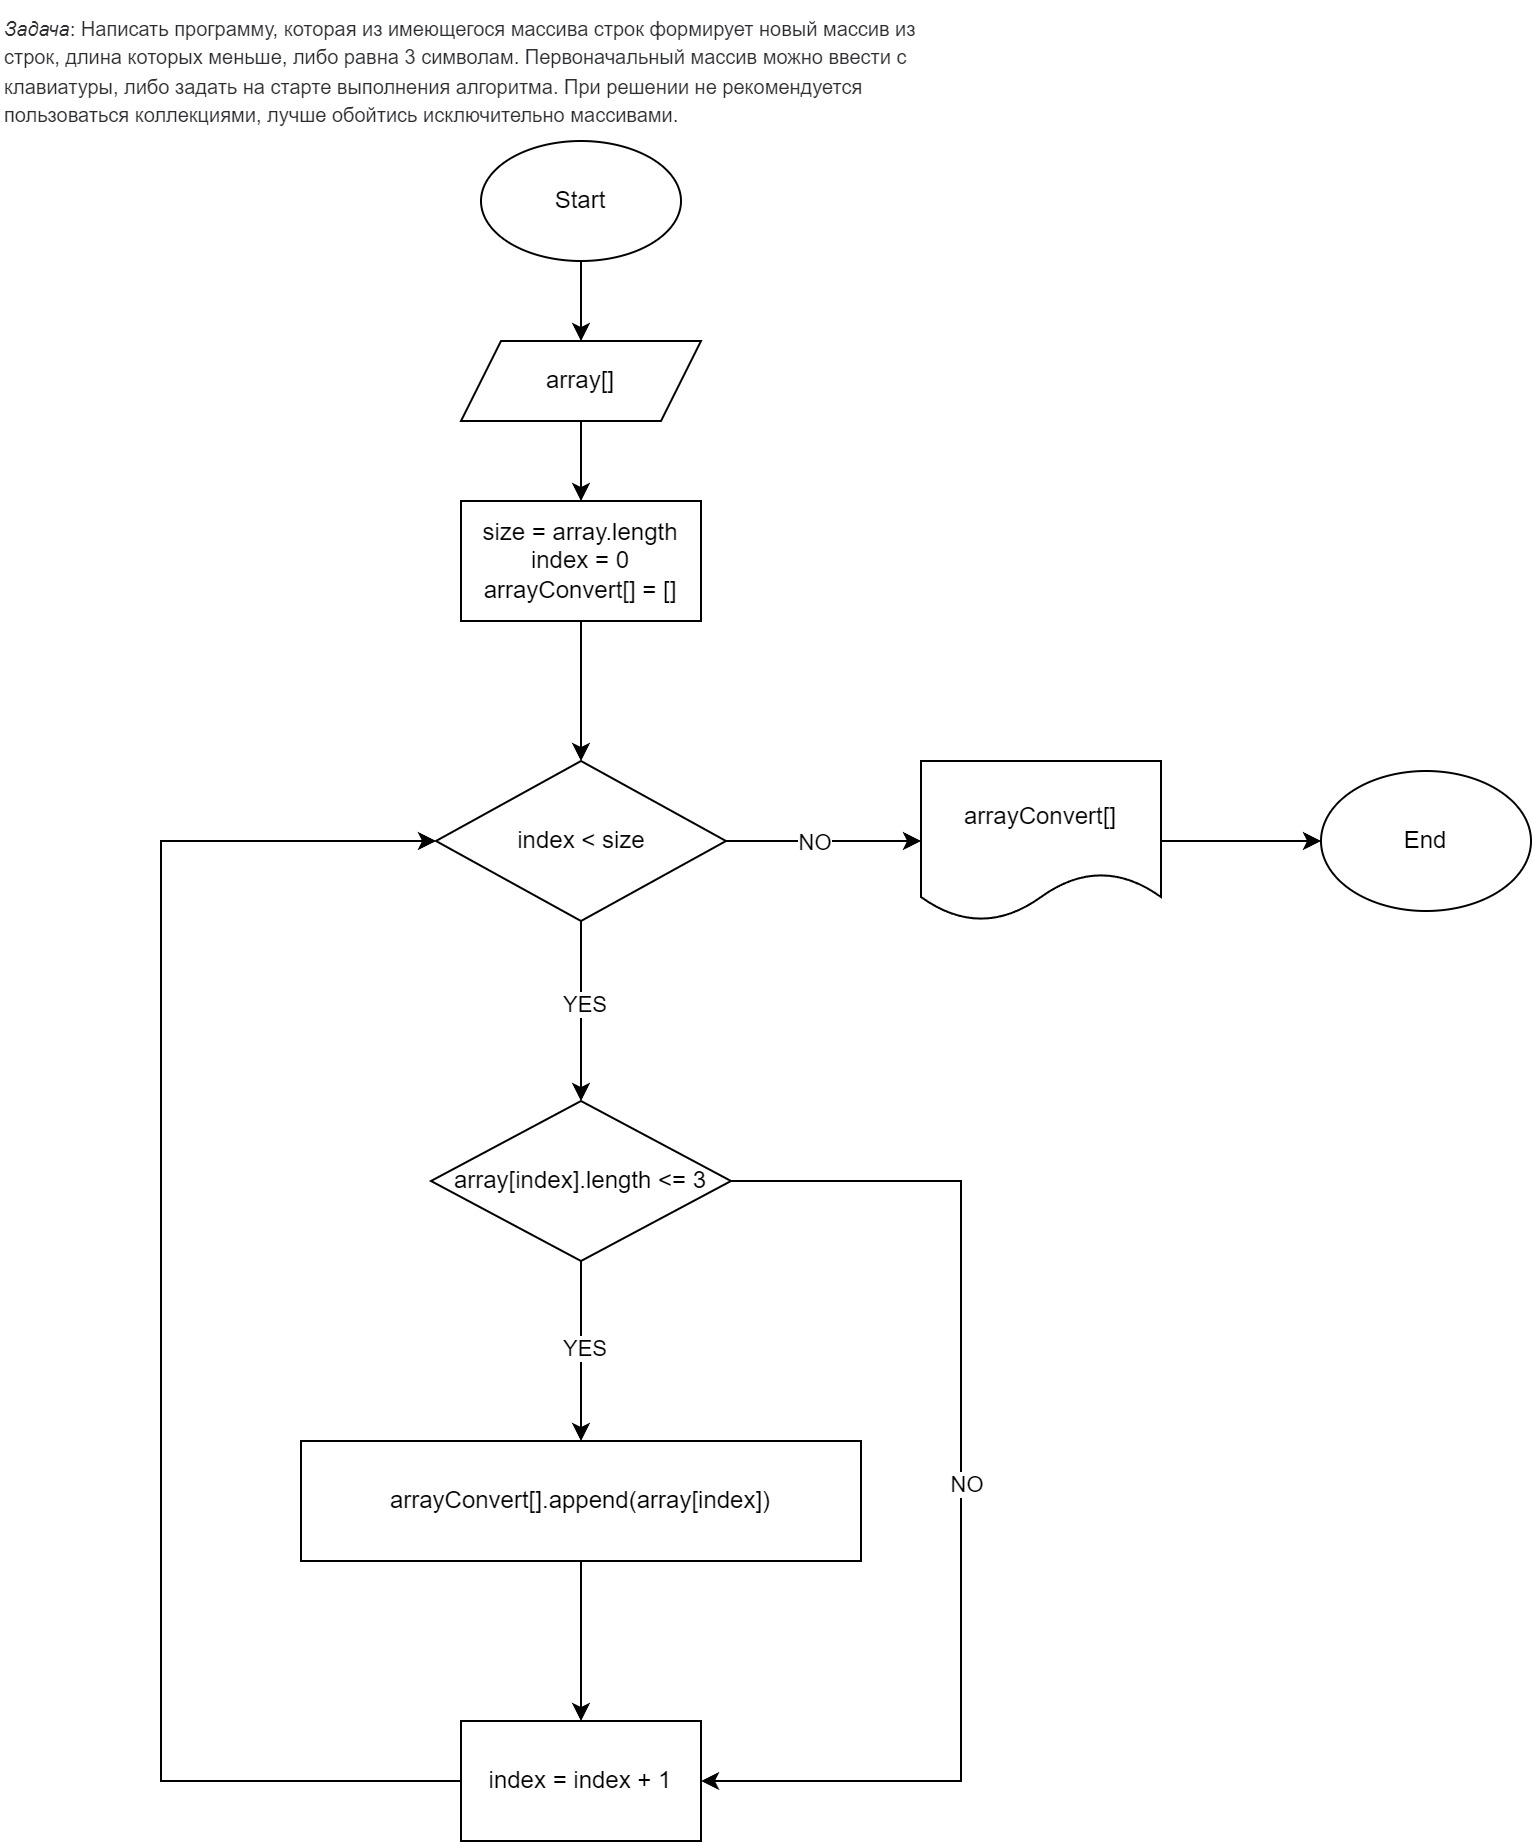 Задача: Написать программу, которая из имеющегося массива строк формирует новый массив из
строк, длина которых меньше, либо равна 3 символам. Первоначальный массив можно ввести с
клавиатуры, либо задать на старте выполнения алгоритма. При решении не рекомендуется
пользоваться коллекциями, лучше обойтись исключительно массивами.
Start
array[]
size = array.length
index = 0
arrayConvert[] = []
index < size
NO
arrayConvert[]
End
YES
array[index].length <= 3
YES
NO
arrayConvert[].append(array[index])
index = index + 1